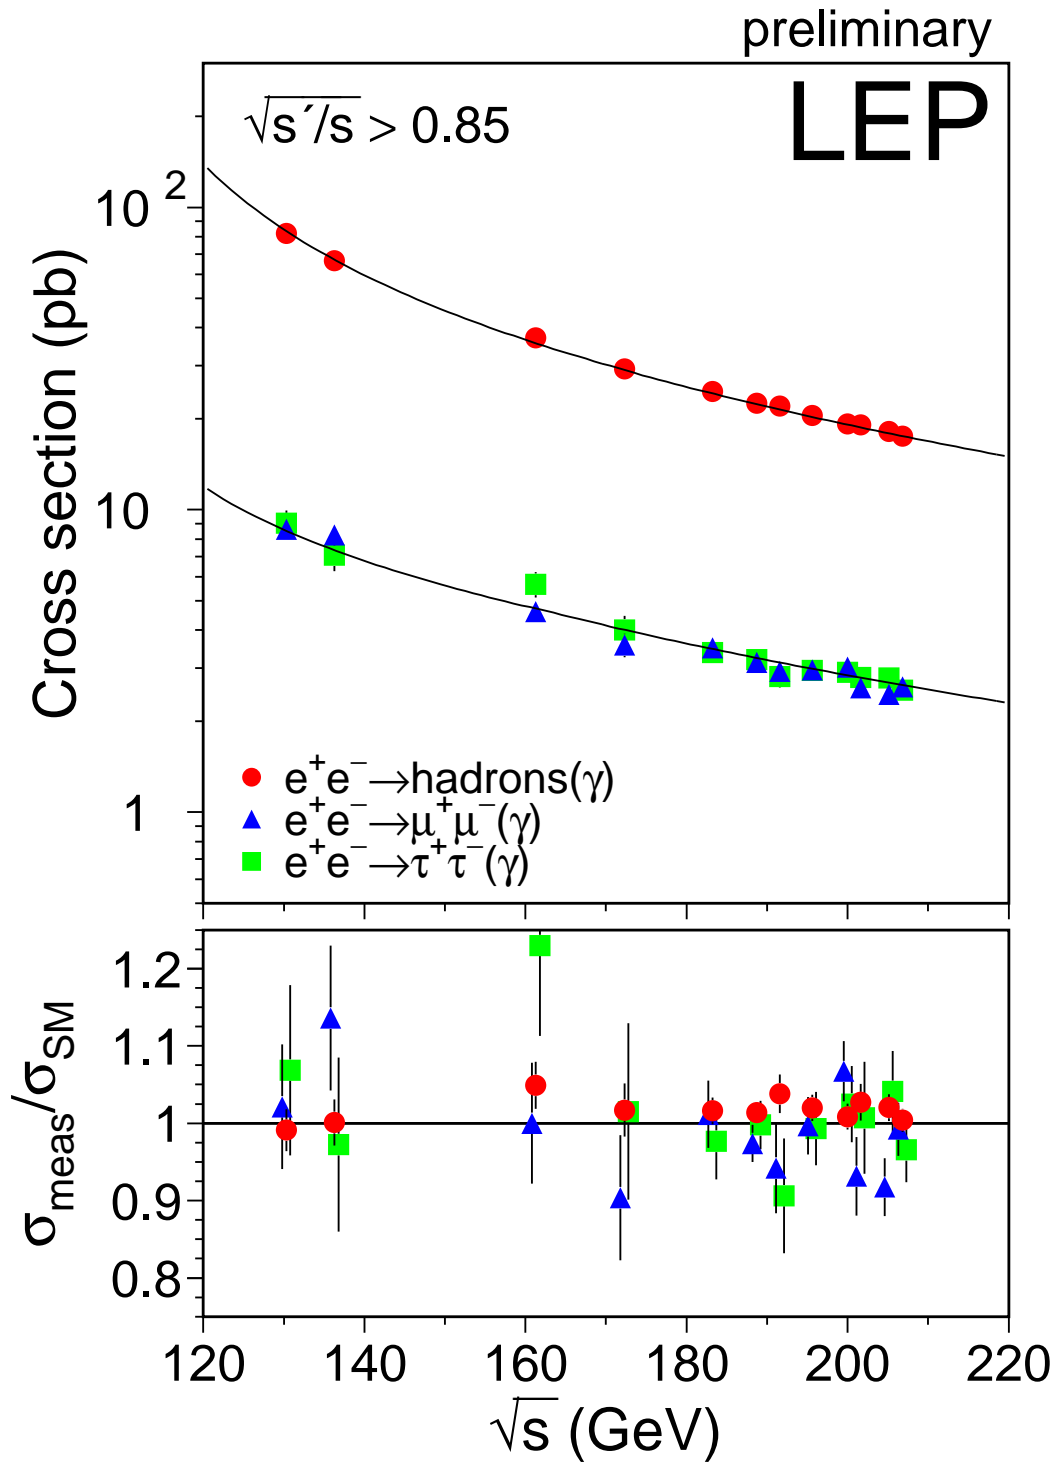 preliminary
√s´/s > 0.85
LEP
Cross section (pb)
10²
10
1
e⁺e⁻→hadrons(γ)
e⁺e⁻→μ⁺μ⁻(γ)
e⁺e⁻→τ⁺τ⁻(γ)
σmeas/σSM
1.2
1.1
1
0.9
0.8
120 140 160 180 200 220
√s (GeV)